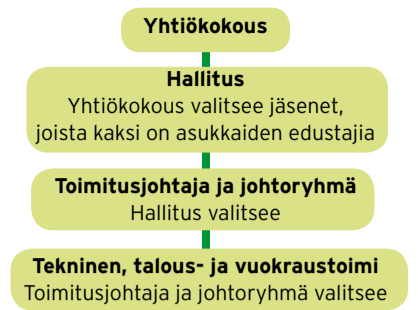 Yhtiökokous
Hallitus
Yhtiökokous valitsee jäsenet,
joista kaksi on asukkaiden edustajia
Toimitusjohtaja ja johtoryhmä
Hallitus valitsee
Tekninen, talous- ja vuokraustoimi
Toimitusjohtaja ja johtoryhmä valitsee